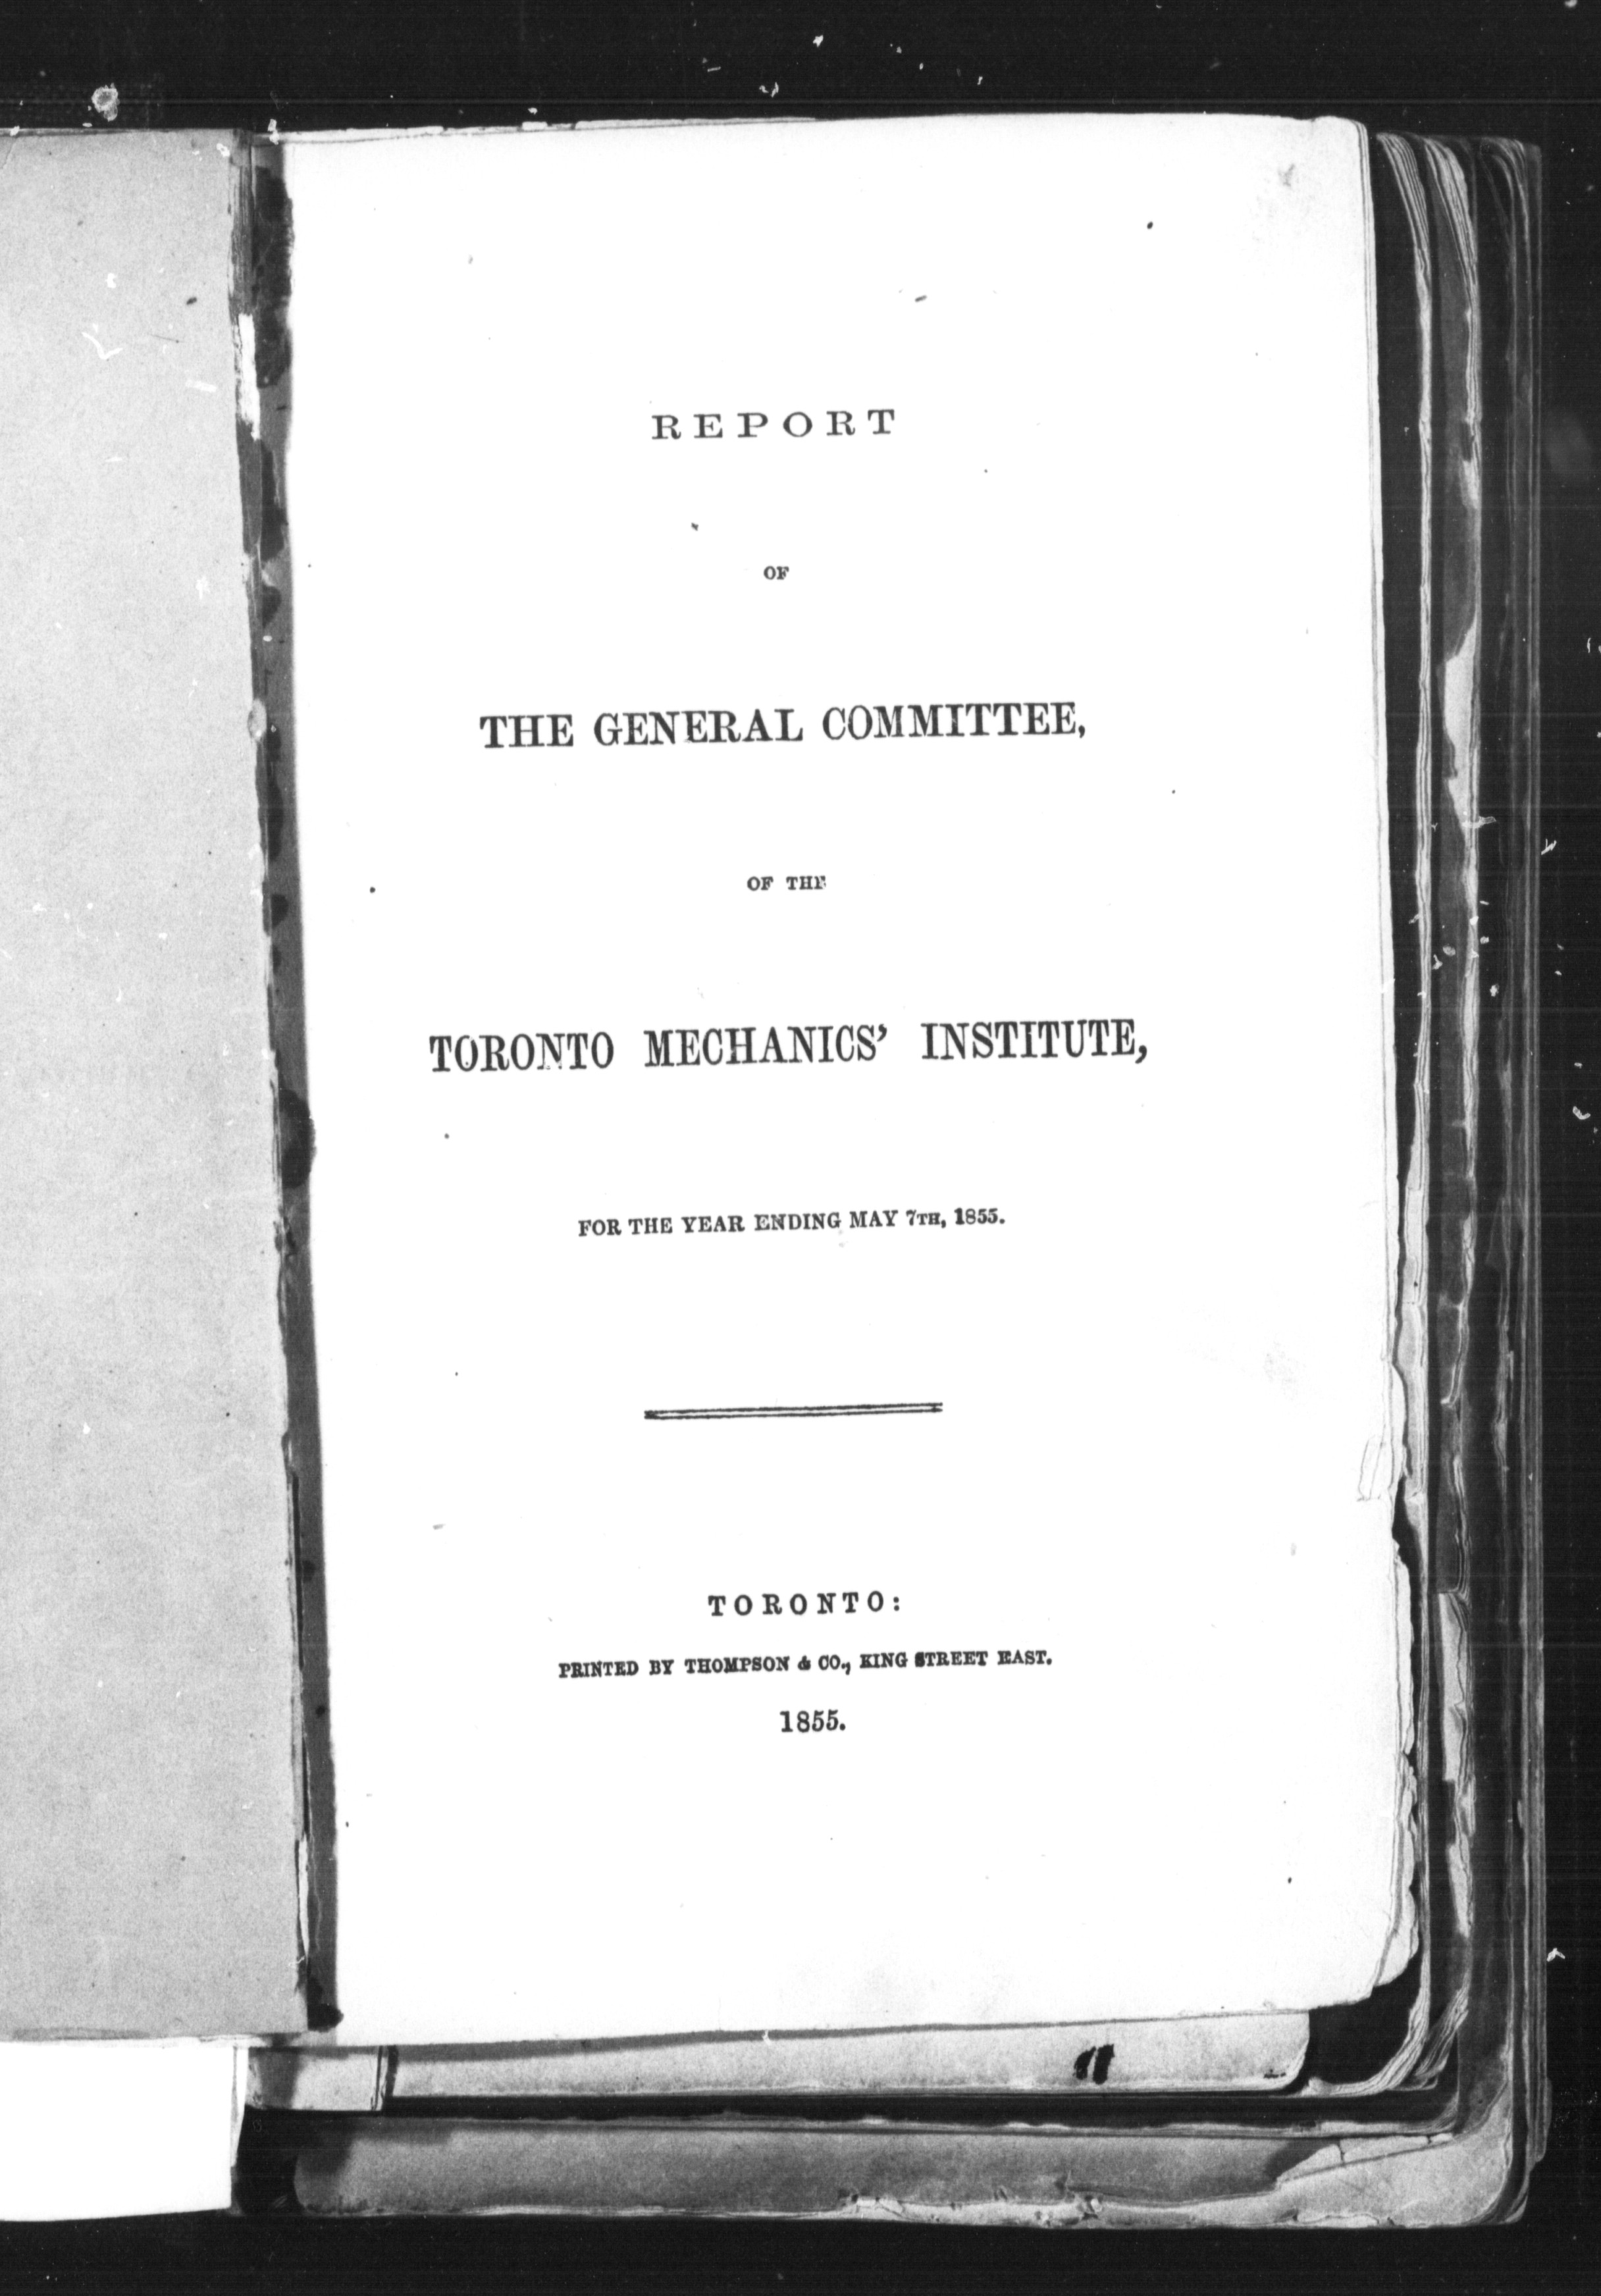 REPORT
OF
THE GENERAL COMMITTEE,
OF THE
TORONTO MECHANICS' INSTITUTE,
FOR THE YEAR ENDING MAY 7TH, 1855.
TORONTO:
PRINTED BY THOMPSON & CO., KING STREET EAST.
1855.